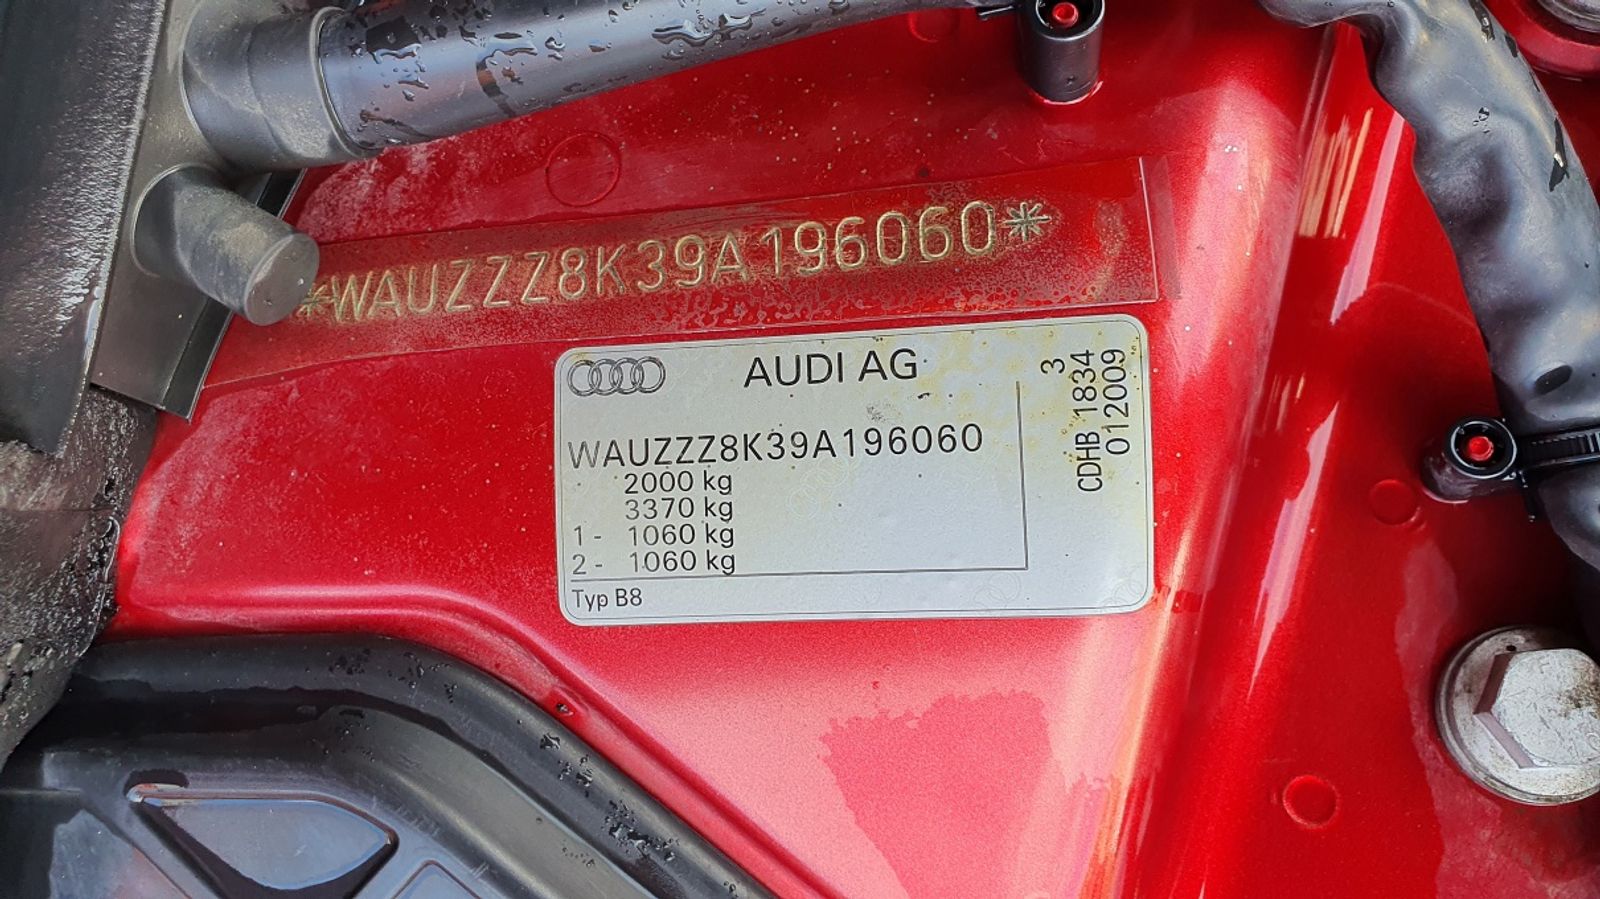 *WAUZZZ8K39A196060*
AUDI AG
WAUZZZ8K39A196060
2000 kg
3370 kg
1- 1060 kg
2- 1060 kg
Typ B8
3
CDHB 1834
012009